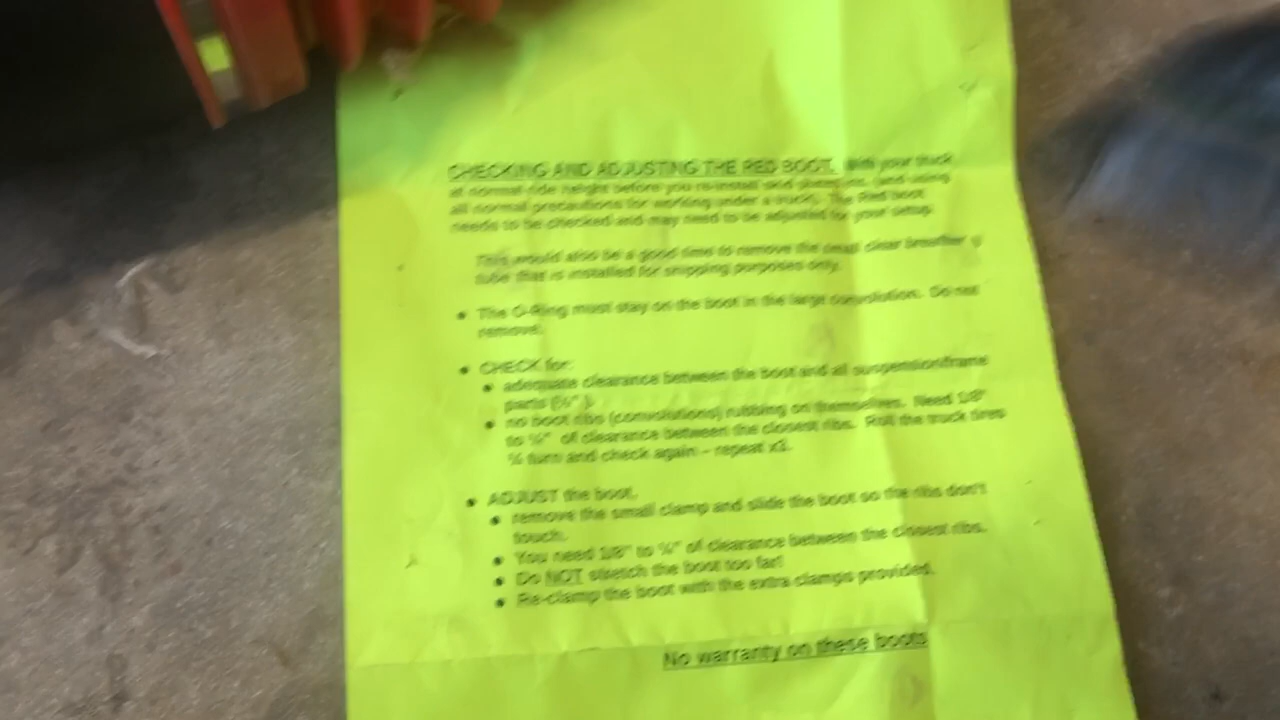 CHECKING AND ADJUSTING THE RED BOOT. With your truck
at normal ride height before you re-install and (and using
all normal precautions for working under a truck). The Red boot
needs to be checked and may need to be adjusted for your setup.
This would also be a good time to remove the small clear breather
tube that is installed for shipping purposes only.
• The O-Ring must stay on the boot in the large convolution. Do not
remove.
• CHECK for:
• adequate clearance between the boot and all suspension/frame
parts
• no boot ribs (convolutions) rubbing on themselves. Need 1/8"
to ¼" of clearance between the closest ribs. Roll the truck tires
¼ turn and check again – repeat x3.
• ADJUST the boot.
• remove the small clamp and slide the boot so the ribs don't
touch.
• You need 1/8" to ¼" of clearance between the closest ribs.
• Do NOT stretch the boot too far!
• Re-clamp the boot with the extra clamps provided.
No warranty on these boots